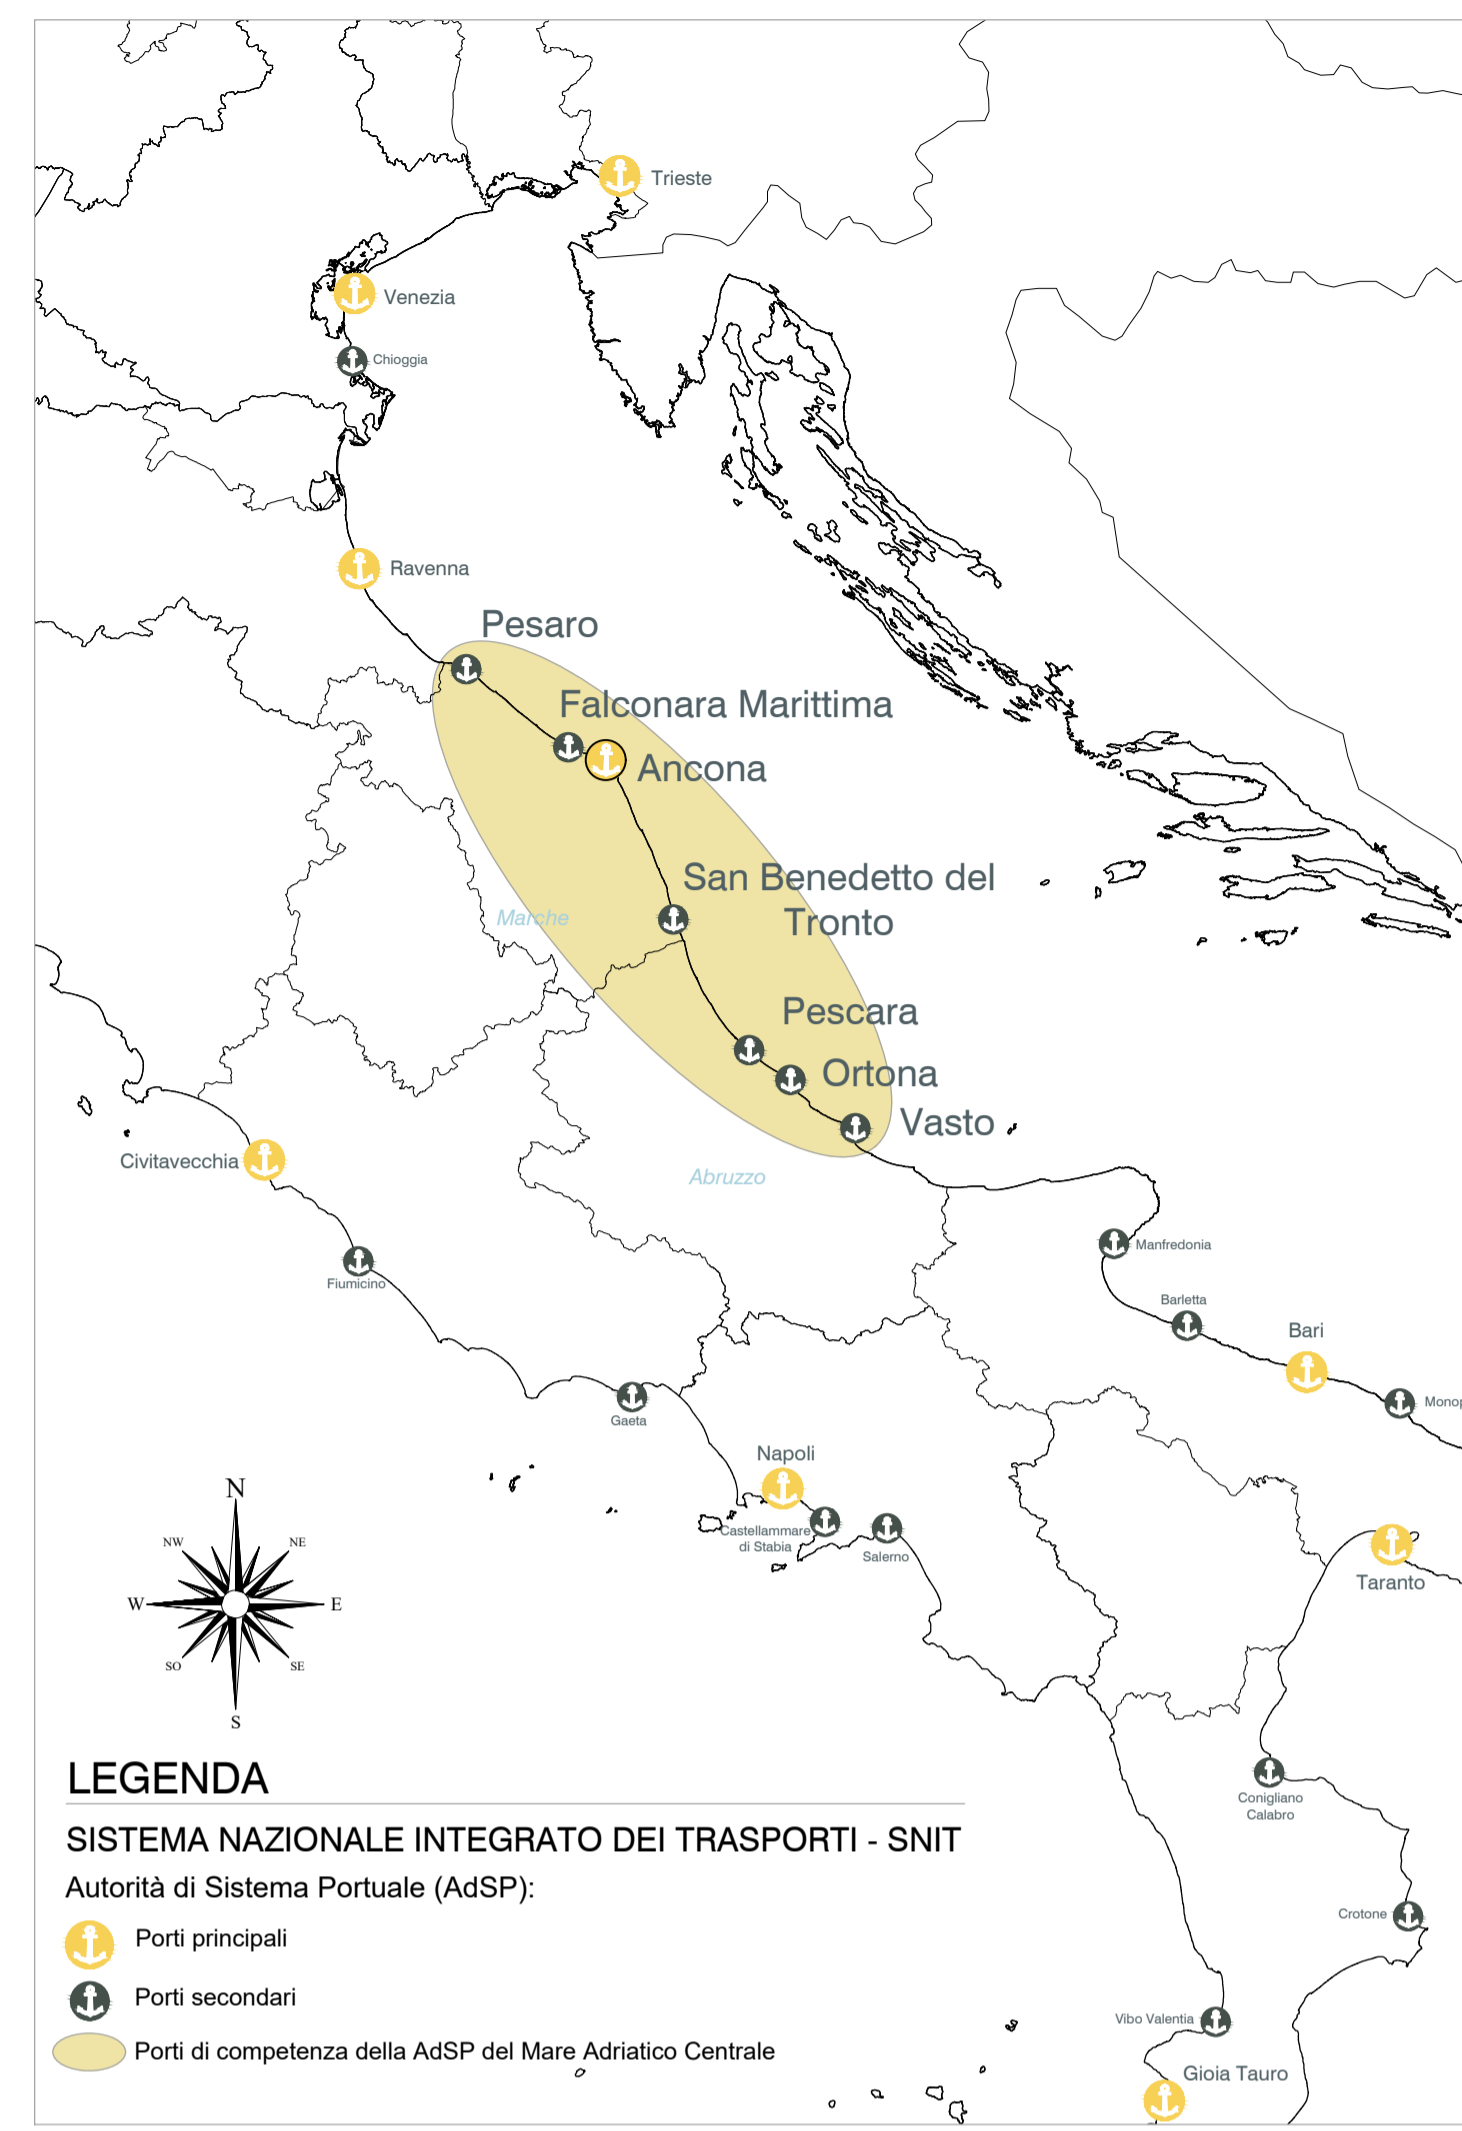 Trieste
Venezia
Chioggia
Ravenna
Pesaro
Falconara Marittima
Ancona
San Benedetto del
Tronto
Marche
Pescara
Ortona
Vasto
Civitavecchia
Abruzzo
Manfredonia
Fiumicino
Barletta
Bari
Monop
Gaeta
Napoli
Castellammare
di Stabia
Salerno
Taranto
N
NW
NE
W
E
SO
SE
S
Conigliano
Calabro
Crotone
Vibo Valentia
Gioia Tauro
LEGENDA
SISTEMA NAZIONALE INTEGRATO DEI TRASPORTI - SNIT
Autorità di Sistema Portuale (AdSP):
Porti principali
Porti secondari
Porti di competenza della AdSP del Mare Adriatico Centrale